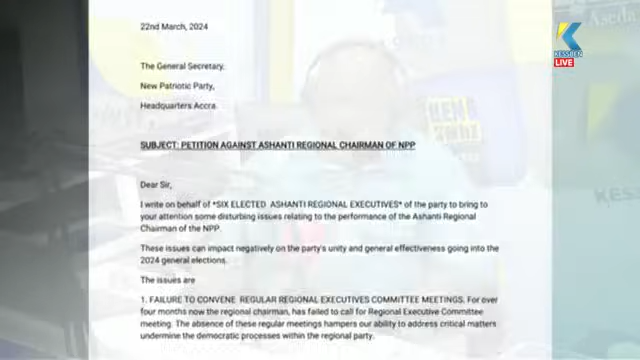 22nd March, 2024
The General Secretary.
New Patriotic Party,
Headquarters Accra.
SUBJECT: PETITION AGAINST ASHANTI REGIONAL CHAIRMAN OF NPP
Dear Sir,
I write on behalf of *SIX ELECTED ASHANTI REGIONAL EXECUTIVES* of the party to bring to
your attention some disturbing issues relating to the performance of the Ashanti Regional
Chairman of the NPP.
These issues can impact negatively on the party's unity and general effectiveness going into the
2024 general elections.
The issues are
1. FAILURE TO CONVENE REGULAR REGIONAL EXECUTIVES COMMITTEE MEETINGS. For over
four months now the regional chairman, has failed to call for Regional Executive Committee
meeting. The absence of these regular meetings hampers our ability to address critical matters
undermine the democratic processes within the regional party.
KESSBEN
LIVE